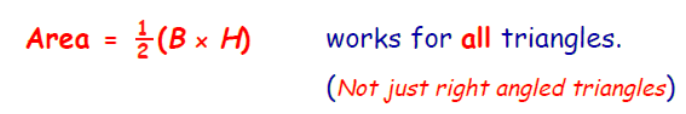 Area = ½(B × H) works for all triangles.
(Not just right angled triangles)